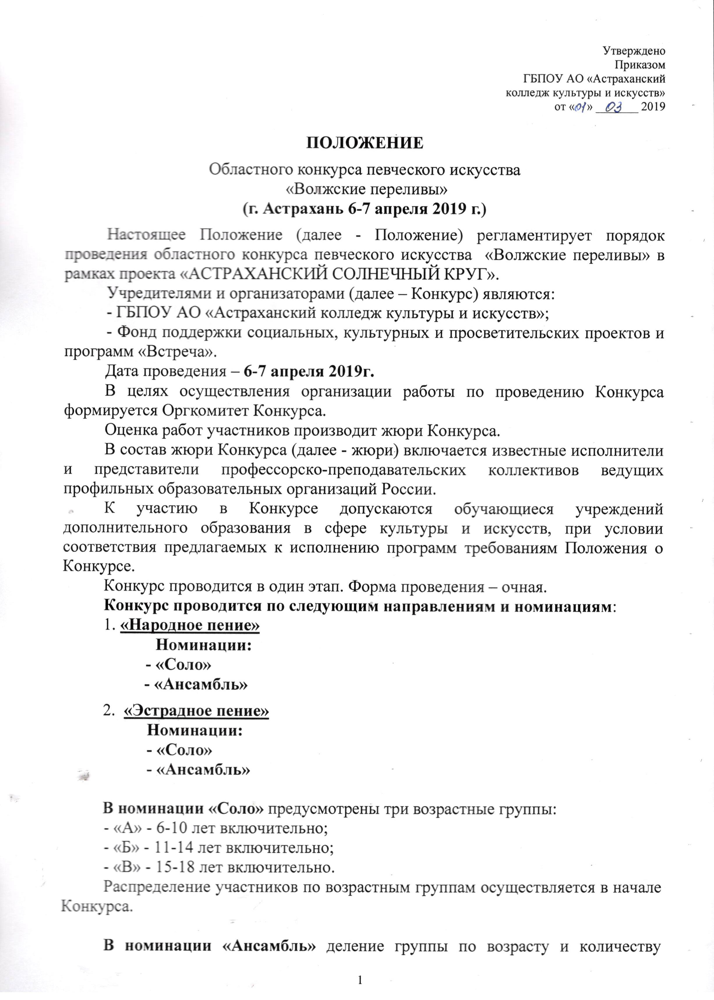 Утверждено
Приказом
ГБПОУ АО «Астраханский
колледж культуры и искусств»
от «01» 03 2019
ПОЛОЖЕНИЕ
Областного конкурса певческого искусства
«Волжские переливы»
(г. Астрахань 6-7 апреля 2019 г.)
Настоящее Положение (далее - Положение) регламентирует порядок
проведения областного конкурса певческого искусства «Волжские переливы» в
рамках проекта «АСТРАХАНСКИЙ СОЛНЕЧНЫЙ КРУГ».
Учредителями и организаторами (далее – Конкурс) являются:
- ГБПОУ АО «Астраханский колледж культуры и искусств»;
- Фонд поддержки социальных, культурных и просветительских проектов и
программ «Встреча».
Дата проведения – 6-7 апреля 2019г.
В целях осуществления организации работы по проведению Конкурса
формируется Оргкомитет Конкурса.
Оценка работ участников производит жюри Конкурса.
В состав жюри Конкурса (далее - жюри) включается известные исполнители
и представители профессорско-преподавательских коллективов ведущих
профильных образовательных организаций России.
К участию в Конкурсе допускаются обучающиеся учреждений
дополнительного образования в сфере культуры и искусств, при условии
соответствия предлагаемых к исполнению программ требованиям Положения о
Конкурсе.
Конкурс проводится в один этап. Форма проведения – очная.
Конкурс проводится по следующим направлениям и номинациям:
1. «Народное пение»
Номинации:
- «Соло»
- «Ансамбль»
2. «Эстрадное пение»
Номинации:
- «Соло»
- «Ансамбль»
В номинации «Соло» предусмотрены три возрастные группы:
- «А» - 6-10 лет включительно;
- «Б» - 11-14 лет включительно;
- «В» - 15-18 лет включительно.
Распределение участников по возрастным группам осуществляется в начале
Конкурса.
В номинации «Ансамбль» деление группы по возрасту и количеству
1